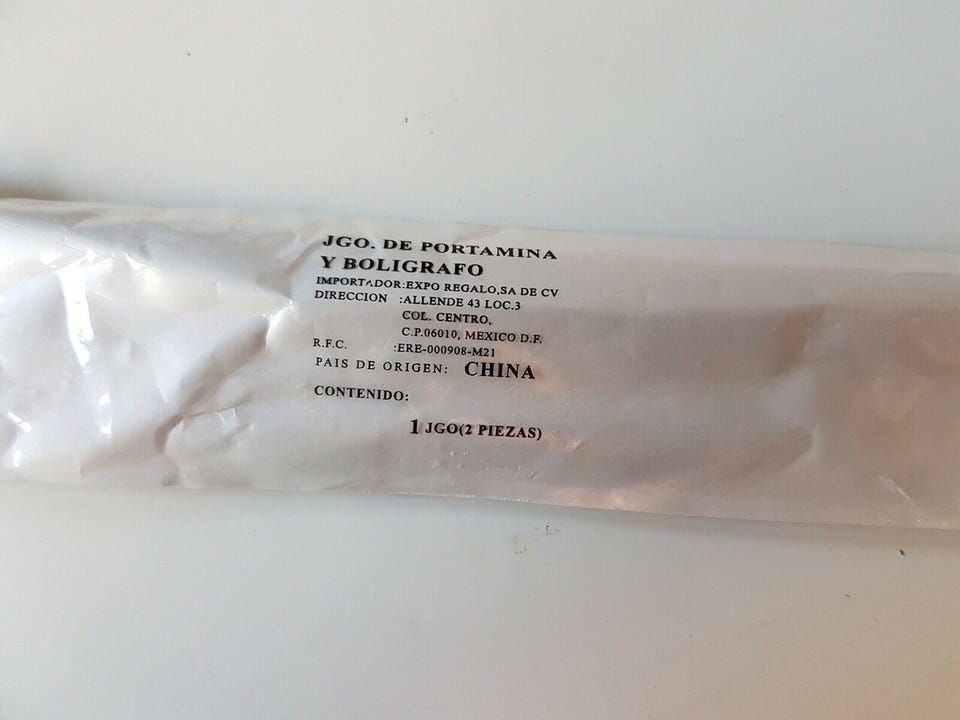 JGO. DE PORTAMINA
Y BOLIGRAFO
IMPORTADOR:EXPO REGALO,SA DE CV
DIRECCION :ALLENDE 43 LOC.3
COL. CENTRO,
C.P.06010, MEXICO D.F.
R.F.C. :ERE-000908-M21
PAIS DE ORIGEN: CHINA
CONTENIDO:
1 JGO(2 PIEZAS)